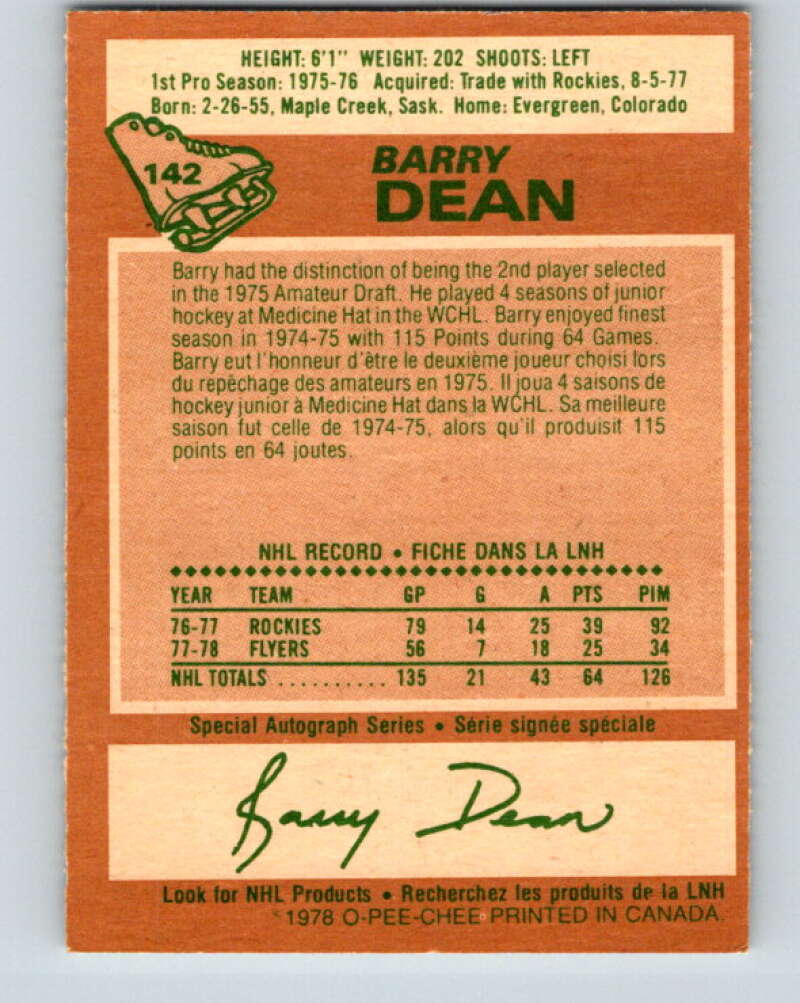 HEIGHT: 6'1" WEIGHT: 202 SHOOTS: LEFT
1st Pro Season: 1975-76 Acquired: Trade with Rockies, 8-5-77
Born: 2-26-55, Maple Creek, Sask. Home: Evergreen, Colorado
142
BARRY
DEAN
Barry had the distinction of being the 2nd player selected
in the 1975 Amateur Draft. He played 4 seasons of junior
hockey at Medicine Hat in the WCHL. Barry enjoyed finest
season in 1974-75 with 115 Points during 64 Games.
Barry eut l'honneur d'être le deuxième joueur choisi lors
du repêchage des amateurs en 1975. Il joua 4 saisons de
hockey junior à Medicine Hat dans la WCHL. Sa meilleure
saison fut celle de 1974-75, alors qu'il produisit 115
points en 64 joutes.
NHL RECORD • FICHE DANS LA LNH
YEAR TEAM GP G A PTS PIM
76-77 ROCKIES 79 14 25 39 92
77-78 FLYERS 56 7 18 25 34
NHL TOTALS .......... 135 21 43 64 126
Special Autograph Series • Série signée spéciale
Barry Dean
Look for NHL Products • Recherchez les produits de la LNH
1978 O-PEE-CHEE PRINTED IN CANADA.